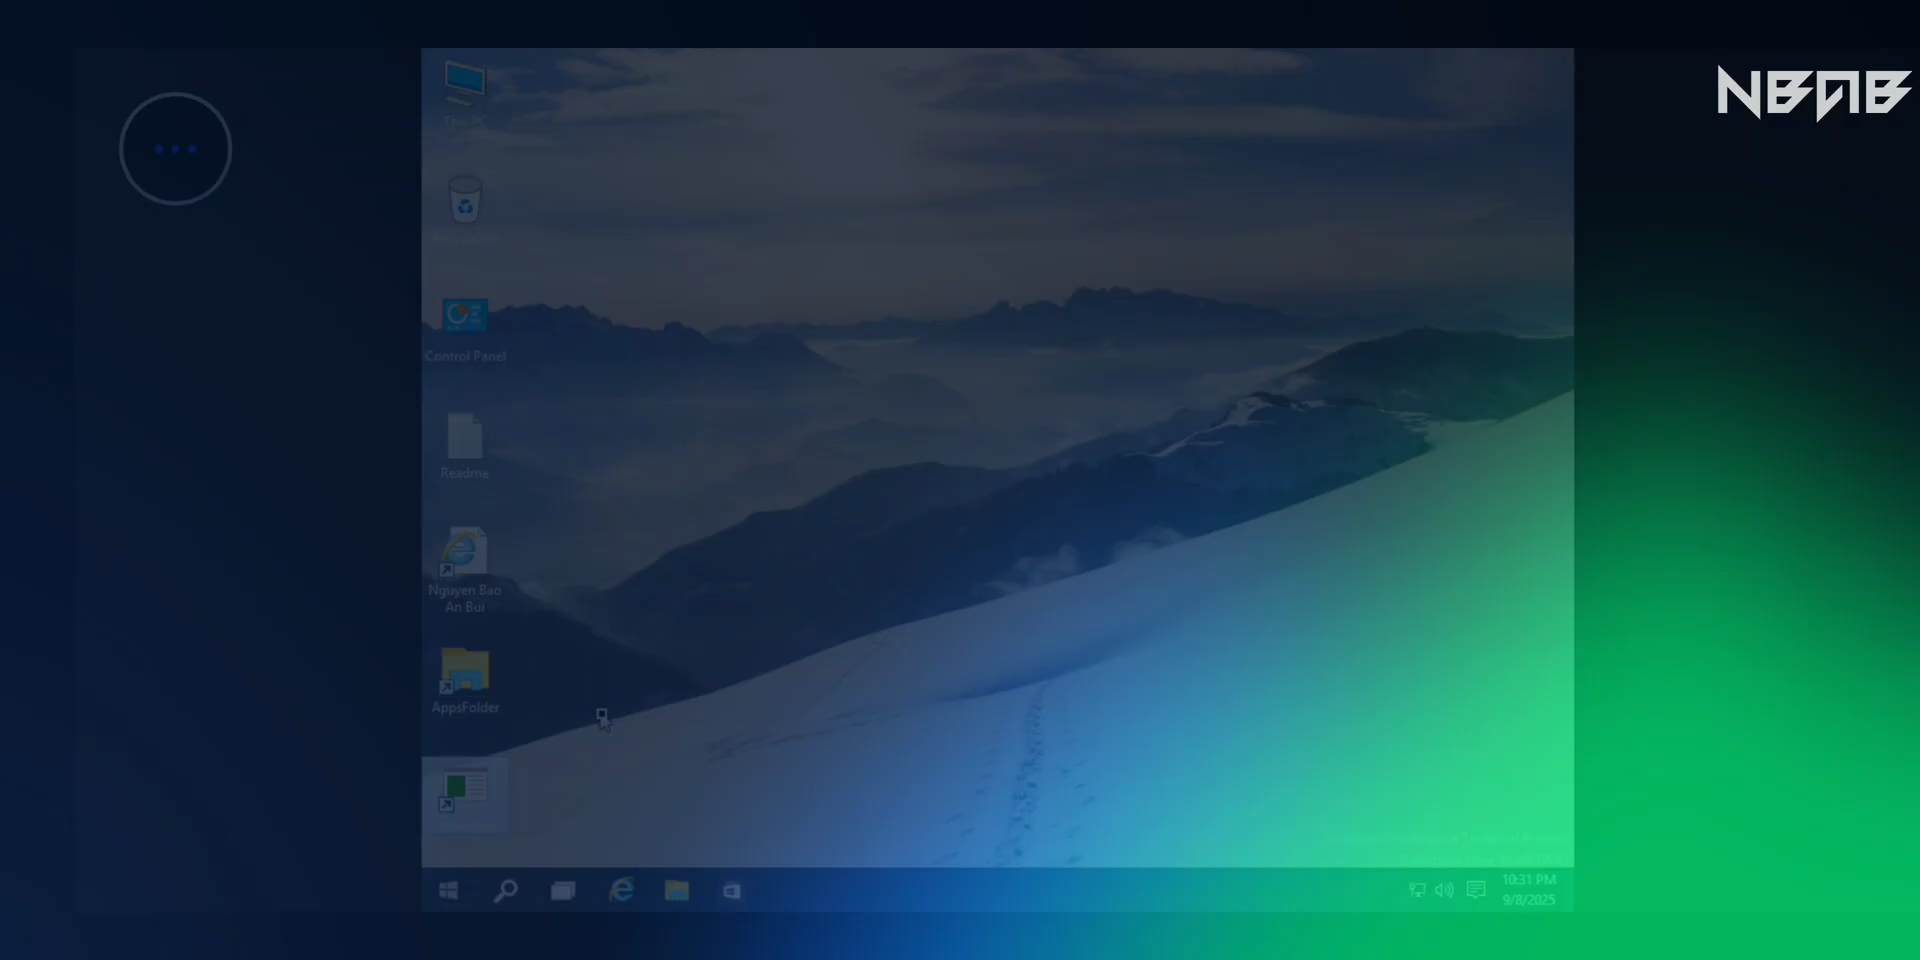 NBAB
This PC
Control Panel
Readme
Nguyen Bao
An Bui
AppsFolder
10:31 PM
9/8/2025